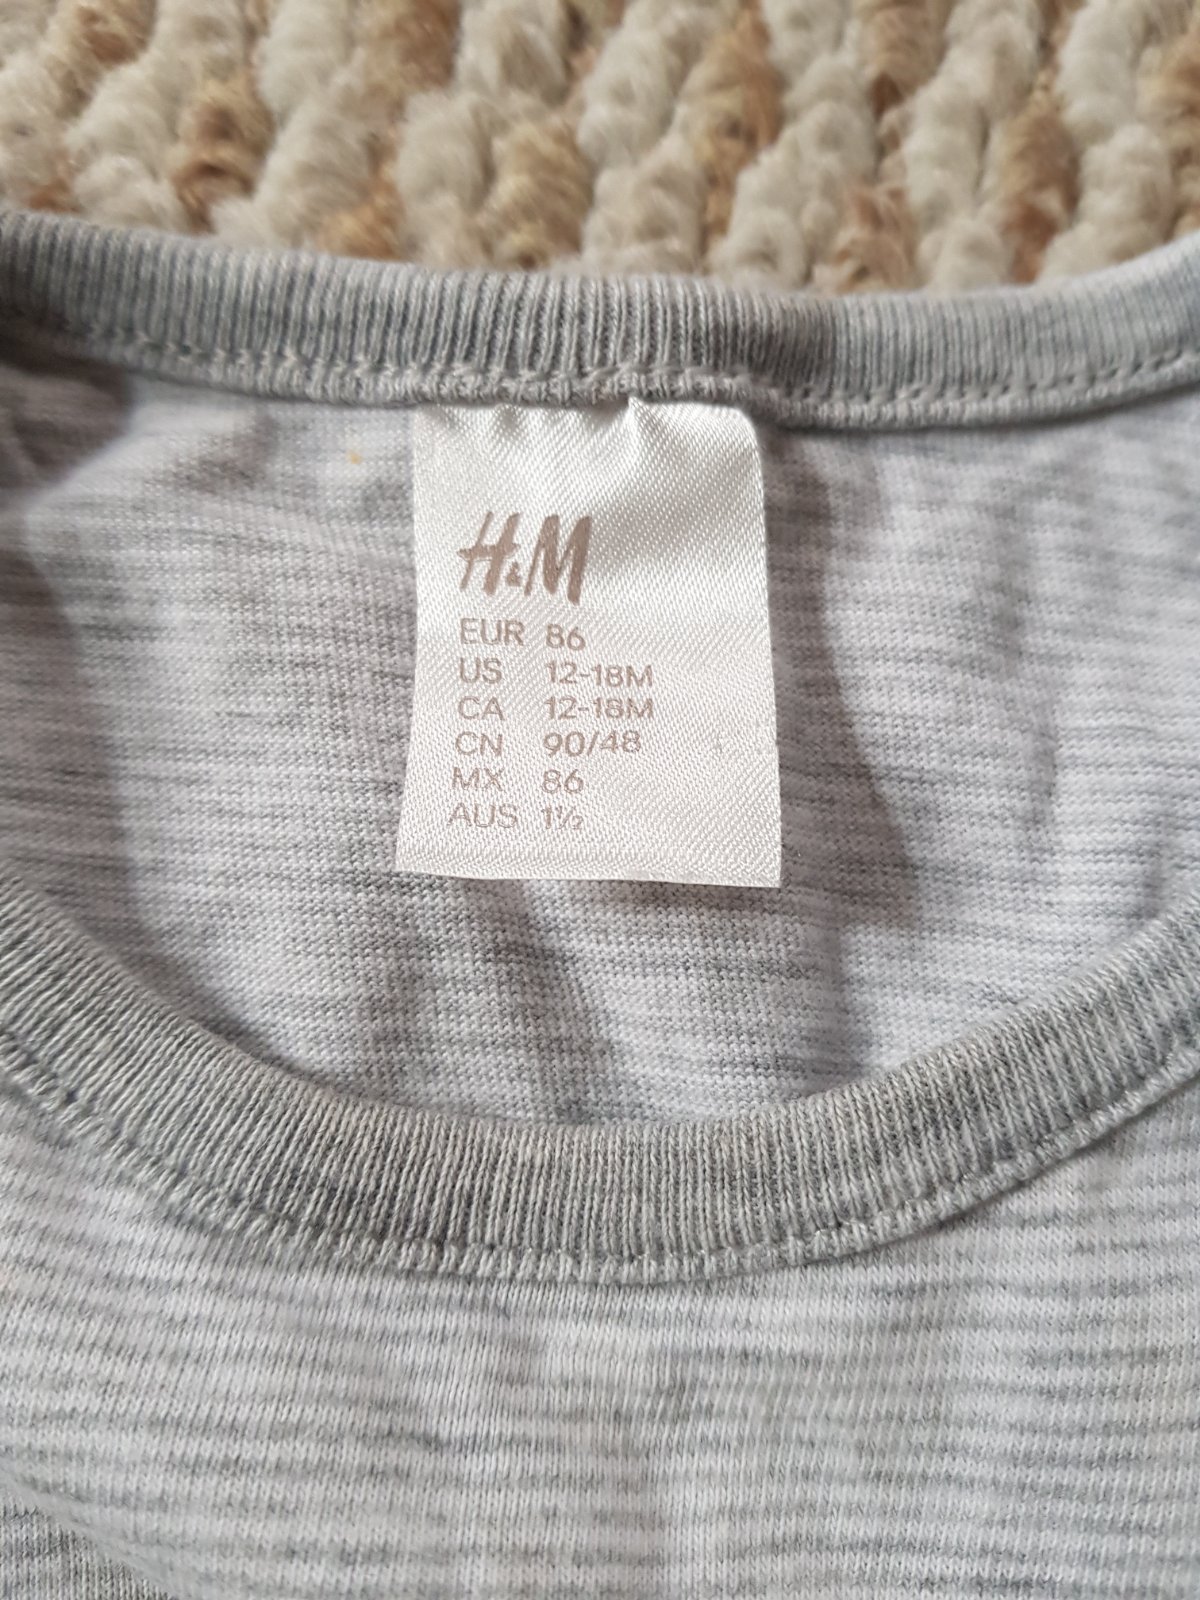 H&M
EUR 86
US 12-18M
CA 12-18M
CN 90/48
MX 86
AUS 1½